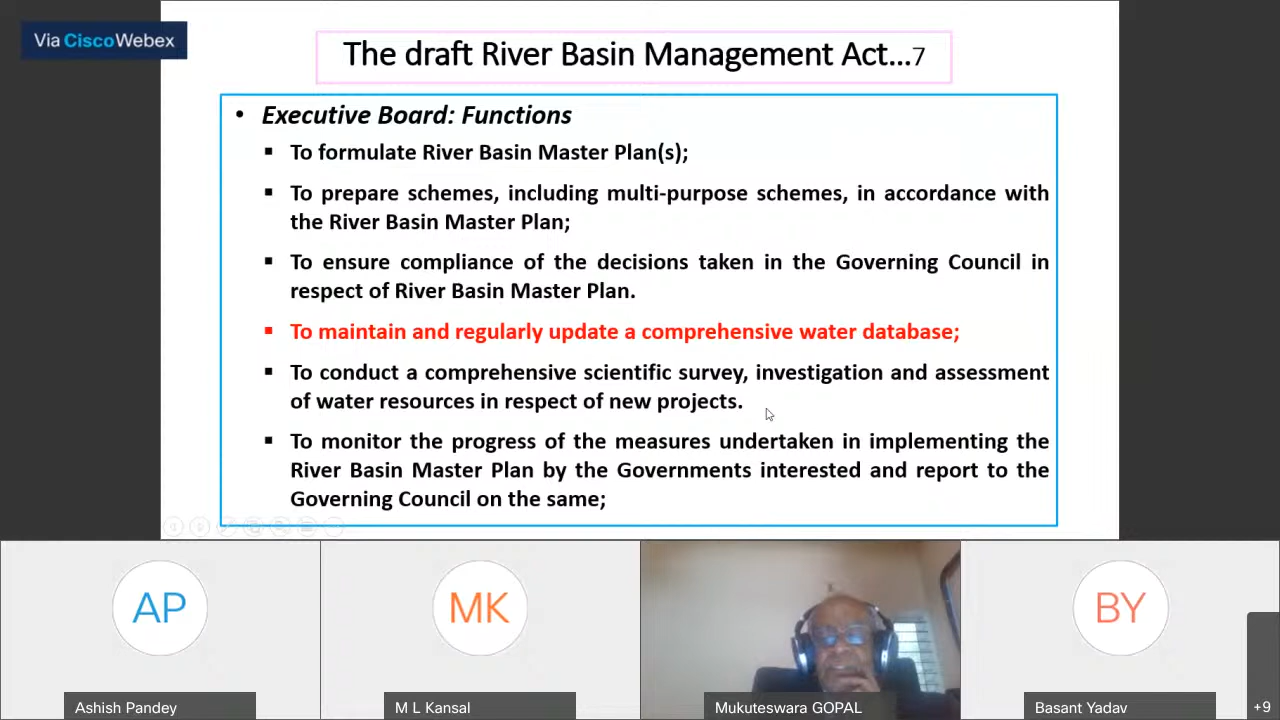 Via CiscoWebex
The draft River Basin Management Act...7
• Executive Board: Functions
▪ To formulate River Basin Master Plan(s);
▪ To prepare schemes, including multi-purpose schemes, in accordance with
the River Basin Master Plan;
▪ To ensure compliance of the decisions taken in the Governing Council in
respect of River Basin Master Plan.
▪ To maintain and regularly update a comprehensive water database;
▪ To conduct a comprehensive scientific survey, investigation and assessment
of water resources in respect of new projects.
▪ To monitor the progress of the measures undertaken in implementing the
River Basin Master Plan by the Governments interested and report to the
Governing Council on the same;
AP
MK
BY
Ashish Pandey
M L Kansal
Mukuteswara GOPAL
Basant Yadav
+9